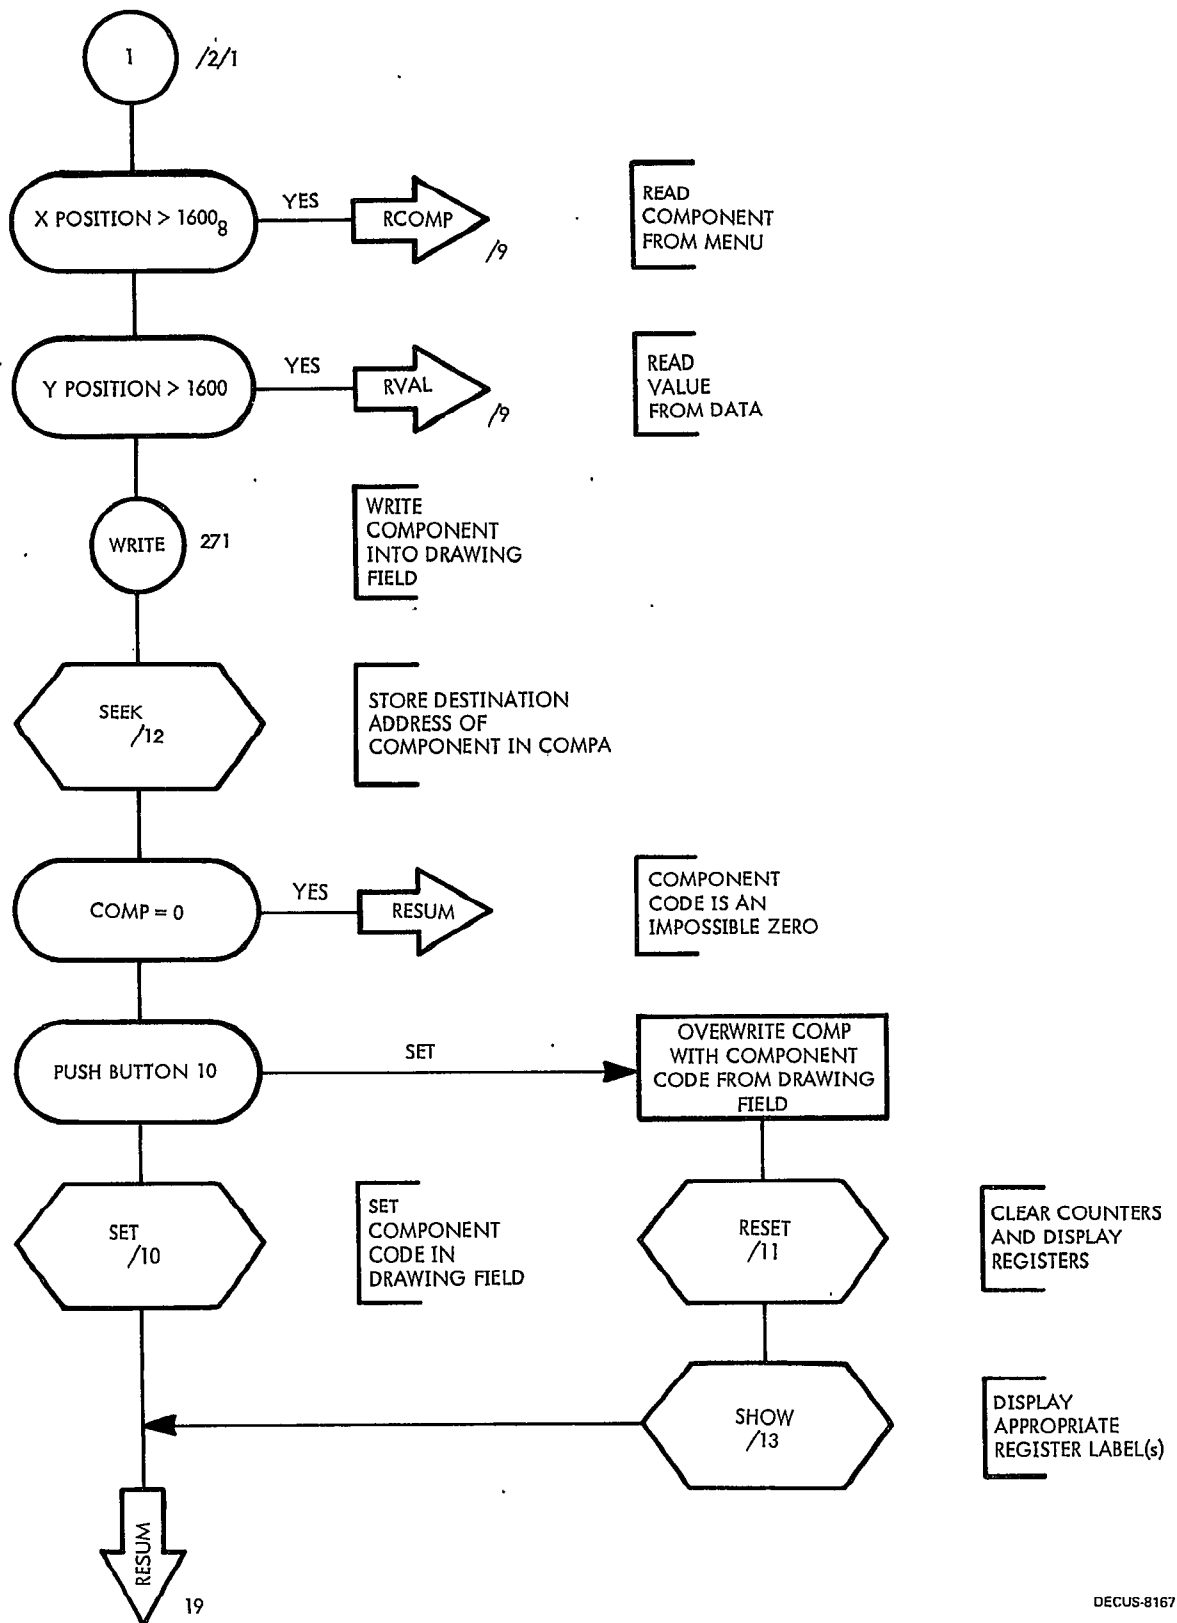 1
/2/1
X POSITION > 1600₈
YES
RCOMP
/9
READ
COMPONENT
FROM MENU
Y POSITION > 1600
YES
RVAL
/9
READ
VALUE
FROM DATA
WRITE
271
WRITE
COMPONENT
INTO DRAWING
FIELD
SEEK
/12
STORE DESTINATION
ADDRESS OF
COMPONENT IN COMPA
COMP = 0
YES
RESUM
COMPONENT
CODE IS AN
IMPOSSIBLE ZERO
PUSH BUTTON 10
SET
OVERWRITE COMP
WITH COMPONENT
CODE FROM DRAWING
FIELD
SET
/10
SET
COMPONENT
CODE IN
DRAWING FIELD
RESET
/11
CLEAR COUNTERS
AND DISPLAY
REGISTERS
SHOW
/13
DISPLAY
APPROPRIATE
REGISTER LABEL(s)
RESUM
19
DECUS-8167